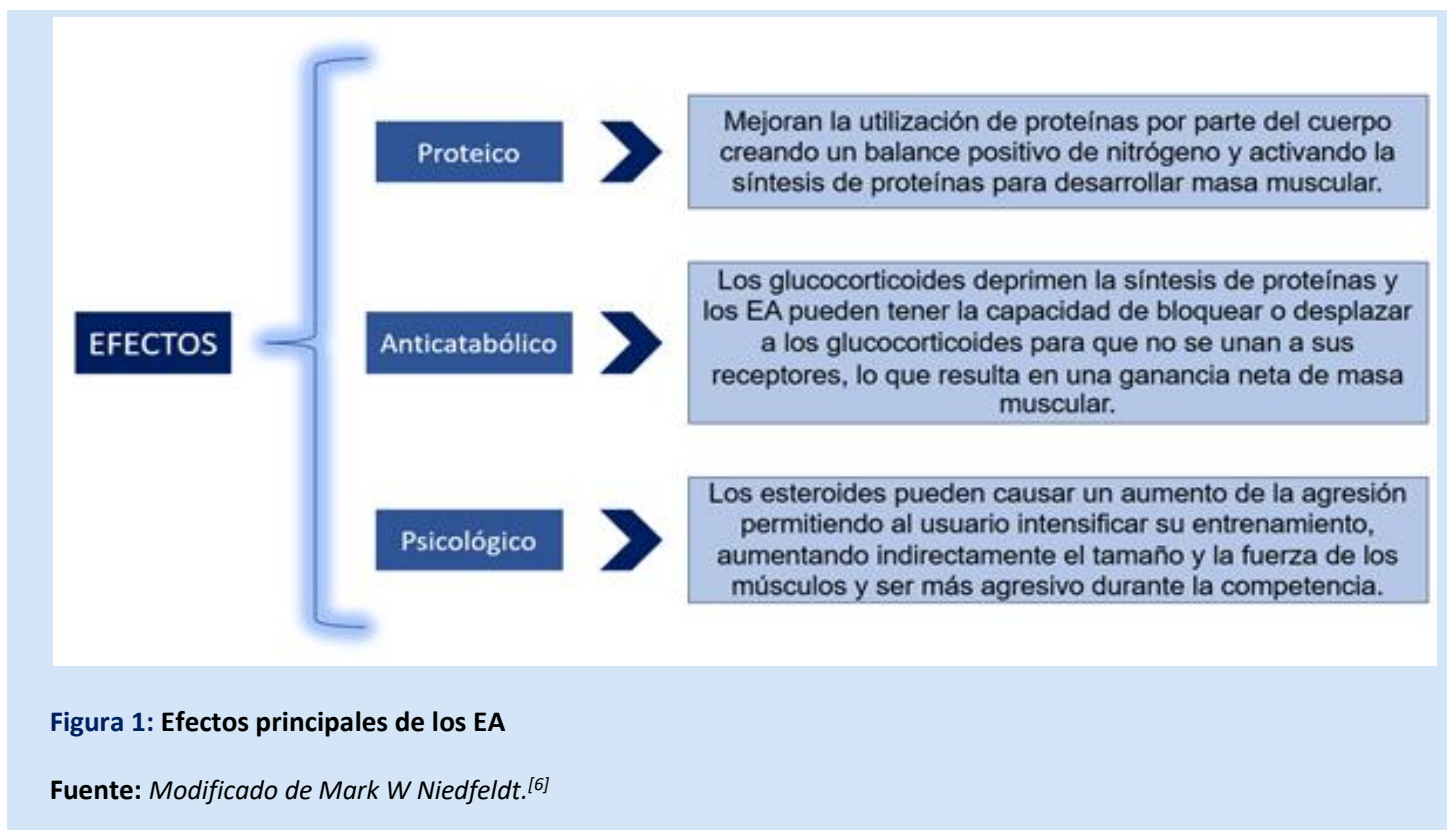 EFECTOS
Proteico
Mejoran la utilización de proteínas por parte del cuerpo
creando un balance positivo de nitrógeno y activando la
síntesis de proteínas para desarrollar masa muscular.
Anticatabólico
Los glucocorticoides deprimen la síntesis de proteínas y
los EA pueden tener la capacidad de bloquear o desplazar
a los glucocorticoides para que no se unan a sus
receptores, lo que resulta en una ganancia neta de masa
muscular.
Psicológico
Los esteroides pueden causar un aumento de la agresión
permitiendo al usuario intensificar su entrenamiento,
aumentando indirectamente el tamaño y la fuerza de los
músculos y ser más agresivo durante la competencia.
Figura 1: Efectos principales de los EA
Fuente: Modificado de Mark W Niedfeldt.[6]